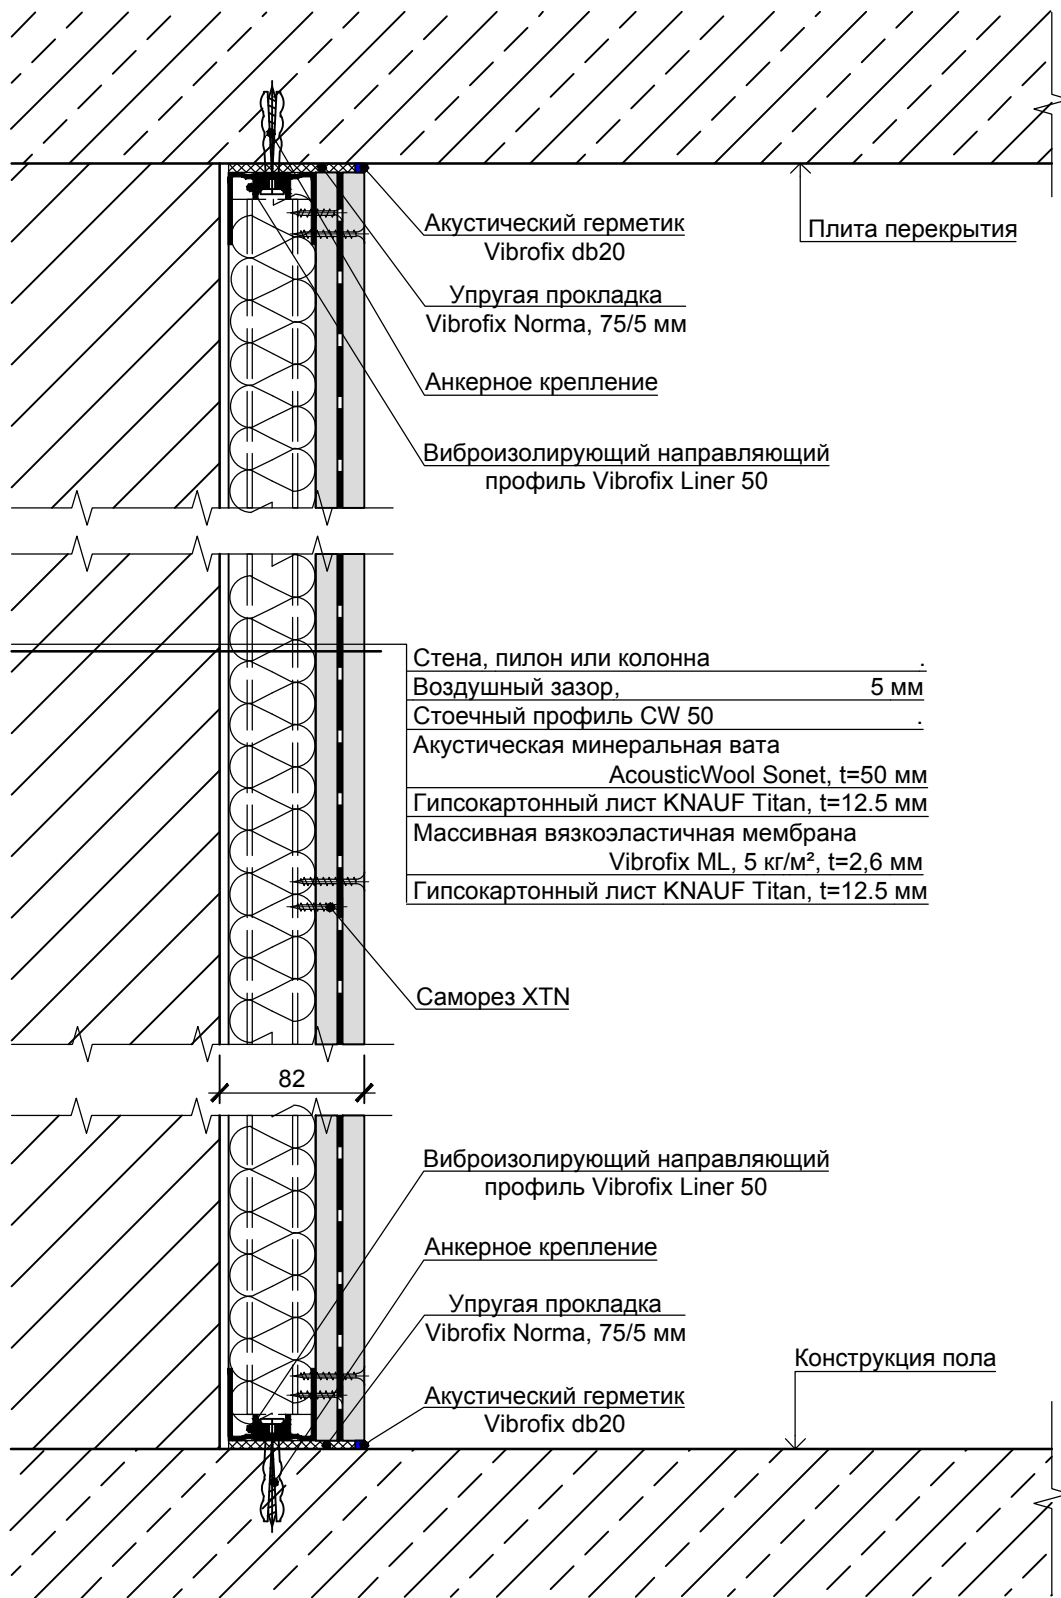 Акустический герметик
Vibrofix db20
Плита перекрытия
Упругая прокладка
Vibrofix Norma, 75/5 мм
Анкерное крепление
Виброизолирующий направляющий
профиль Vibrofix Liner 50
Стена, пилон или колонна .
Воздушный зазор, 5 мм
Стоечный профиль CW 50 .
Акустическая минеральная вата
AcousticWool Sonet, t=50 мм
Гипсокартонный лист KNAUF Titan, t=12.5 мм
Массивная вязкоэластичная мембрана
Vibrofix ML, 5 кг/м², t=2,6 мм
Гипсокартонный лист KNAUF Titan, t=12.5 мм
Саморез XTN
82
Виброизолирующий направляющий
профиль Vibrofix Liner 50
Анкерное крепление
Упругая прокладка
Vibrofix Norma, 75/5 мм
Конструкция пола
Акустический герметик
Vibrofix db20